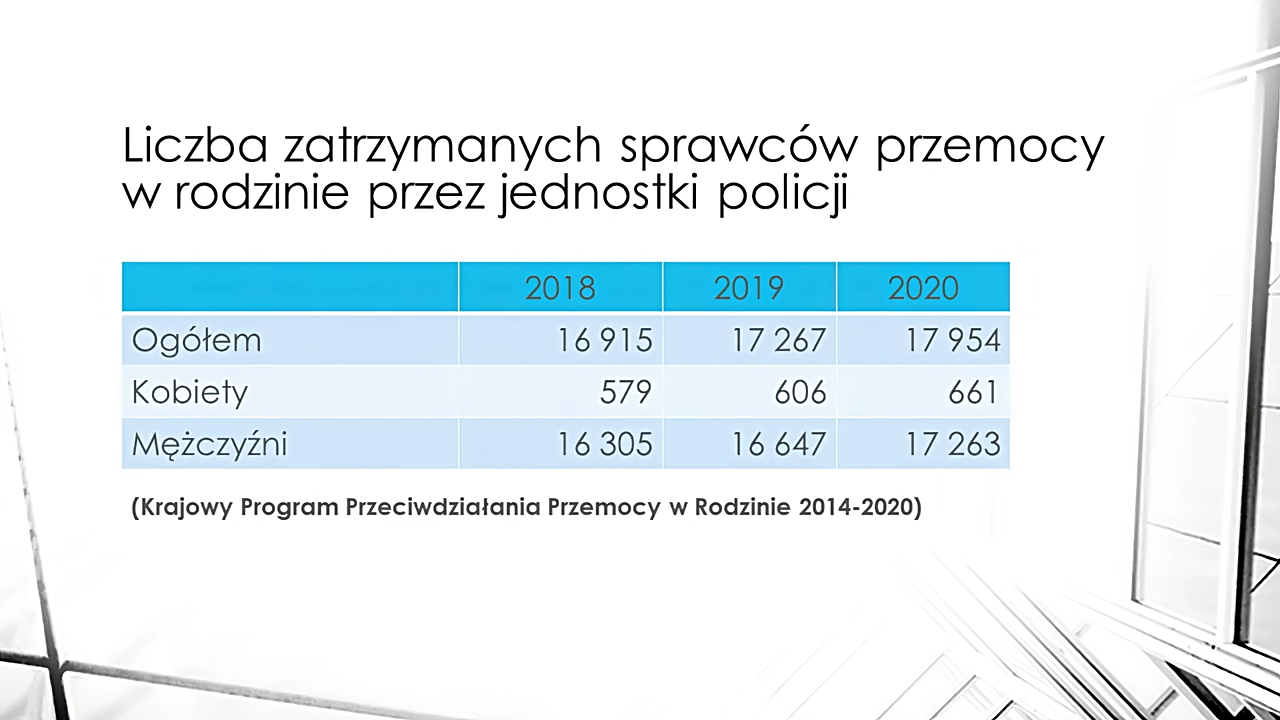 Liczba zatrzymanych sprawców przemocy
w rodzinie przez jednostki policji
2018 2019 2020
Ogółem 16 915 17 267 17 954
Kobiety 579 606 661
Mężczyźni 16 305 16 647 17 263
(Krajowy Program Przeciwdziałania Przemocy w Rodzinie 2014-2020)